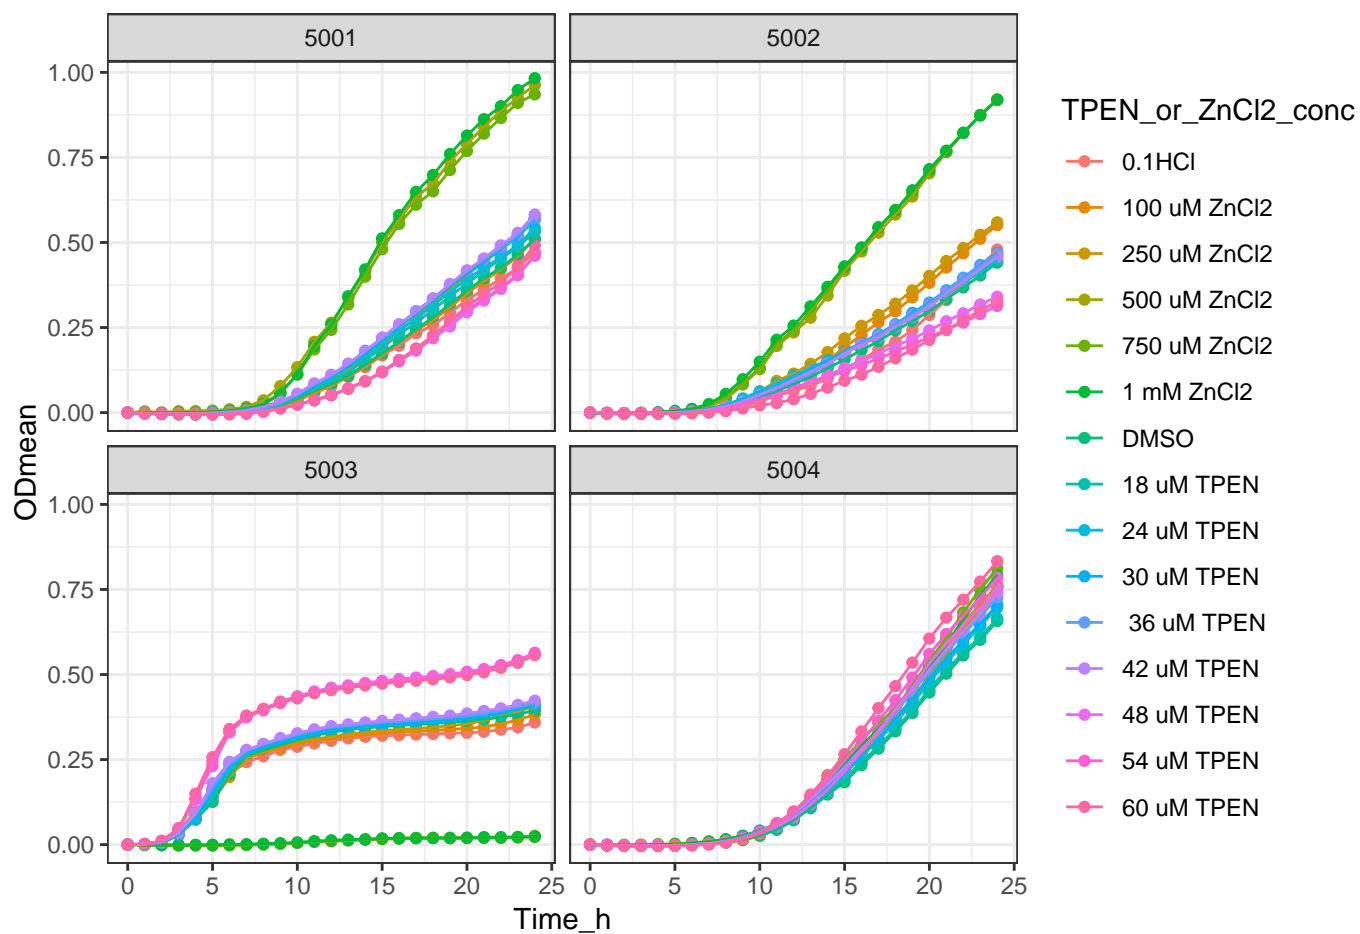 5001
5002
1.00
0.75
0.50
0.25
0.00
5003
5004
1.00
0.75
0.50
0.25
0.00
0
5
10
15
20
25
0
5
10
15
20
25
Time_h
ODmean
TPEN_or_ZnCl2_conc
0.1HCl
100 uM ZnCl2
250 uM ZnCl2
500 uM ZnCl2
750 uM ZnCl2
1 mM ZnCl2
DMSO
18 uM TPEN
24 uM TPEN
30 uM TPEN
36 uM TPEN
42 uM TPEN
48 uM TPEN
54 uM TPEN
60 uM TPEN